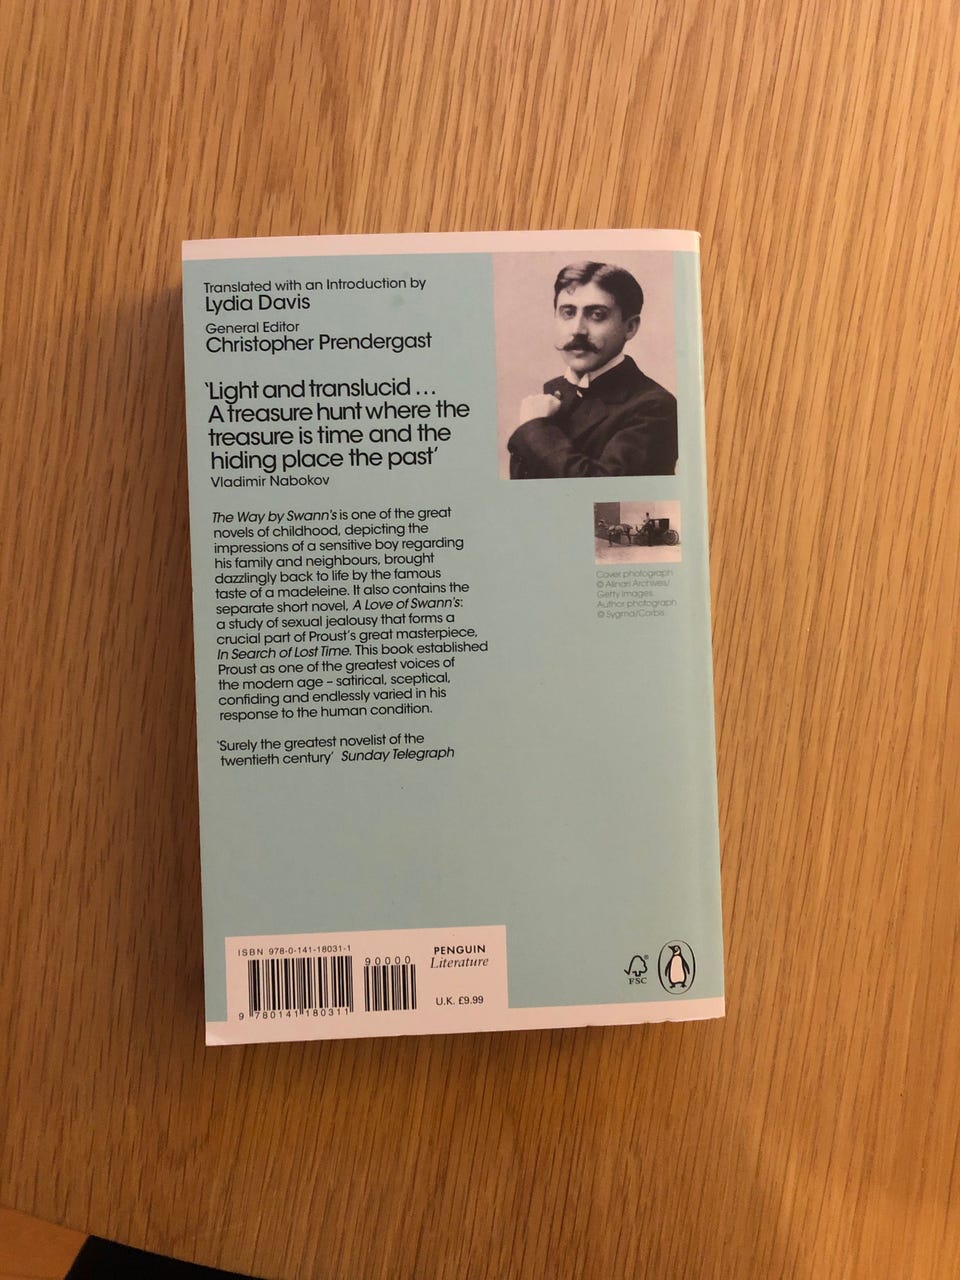 Translated with an Introduction by
Lydia Davis
General Editor
Christopher Prendergast
‘Light and translucid ...
A treasure hunt where the
treasure is time and the
hiding place the past’
Vladimir Nabokov
The Way by Swann's is one of the great
novels of childhood, depicting the
impressions of a sensitive boy regarding
his family and neighbours, brought
dazzlingly back to life by the famous
taste of a madeleine. It also contains the
separate short novel, A Love of Swann's:
a study of sexual jealousy that forms a
crucial part of Proust's great masterpiece,
In Search of Lost Time. This book established
Proust as one of the greatest voices of
the modern age – satirical, sceptical,
confiding and endlessly varied in his
response to the human condition.
‘Surely the greatest novelist of the
twentieth century’ Sunday Telegraph
Cover photograph
© Alinari Archives/
Getty Images
Author photograph
© Sygma/Corbis
ISBN 978-0-141-18031-1
90000
9 780141 180311
PENGUIN
Literature
U.K. £9.99
FSC
®